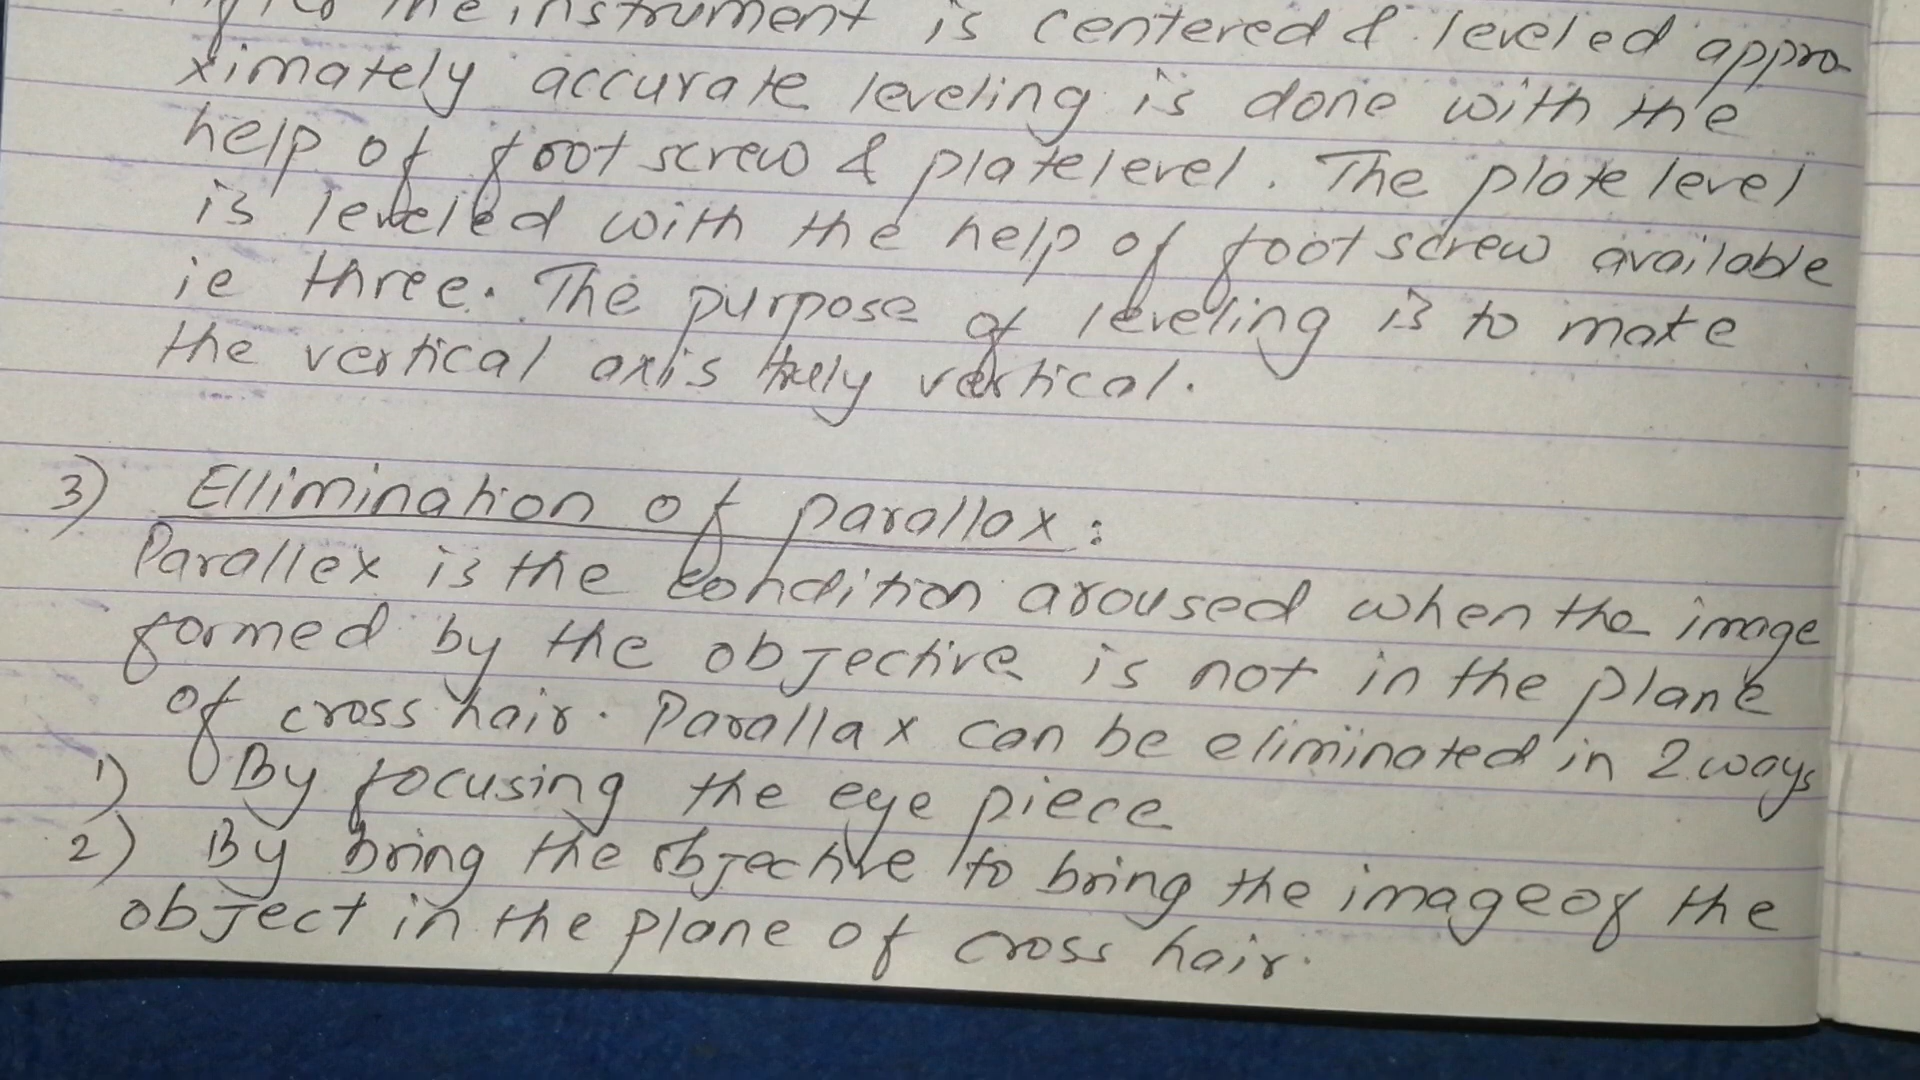 the instrument is centered & leveled appro-
ximately accurate leveling is done with the
help of foot screw & platelevel. The plate level
is leveled with the help of foot screw available
ie three. The purpose of leveling is to make
the vertical axis truly vertical.
3) Ellimination of parallax:
Parallex is the condition aroused when the image
formed by the objective is not in the plane
of cross hair. Parallax can be eliminated in 2 ways
1) By focusing the eye piece
2) By bring the objective to bring the image of the
object in the plane of cross hair.